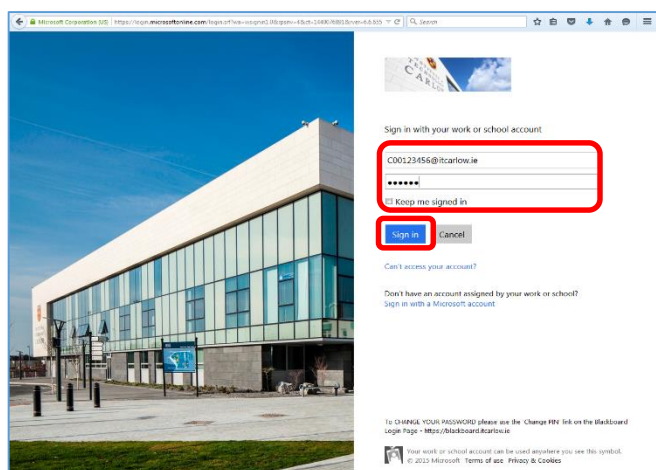 Microsoft Corporation (US)
Search
CARLOW
Sign in with your work or school account
C00123456@itcarlow.ie
••••••
Keep me signed in
Sign in
Cancel
Can't access your account?
Don't have an account assigned by your work or school?
Sign in with a Microsoft account
To CHANGE YOUR PASSWORD please use the 'Change PIN' link on the Blackboard
Login Page - https://blackboard.itcarlow.ie
Your work or school account can be used anywhere you see this symbol.
© 2015 Microsoft Terms of use Privacy & Cookies